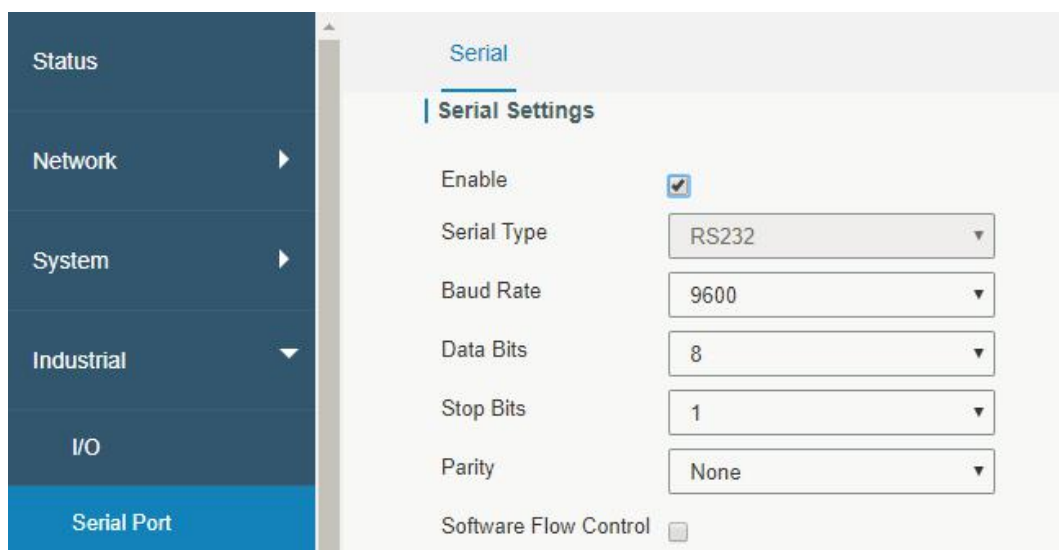 Status
Network
System
Industrial
I/O
Serial Port
Serial
Serial Settings
Enable
Serial Type RS232
Baud Rate 9600
Data Bits 8
Stop Bits 1
Parity None
Software Flow Control